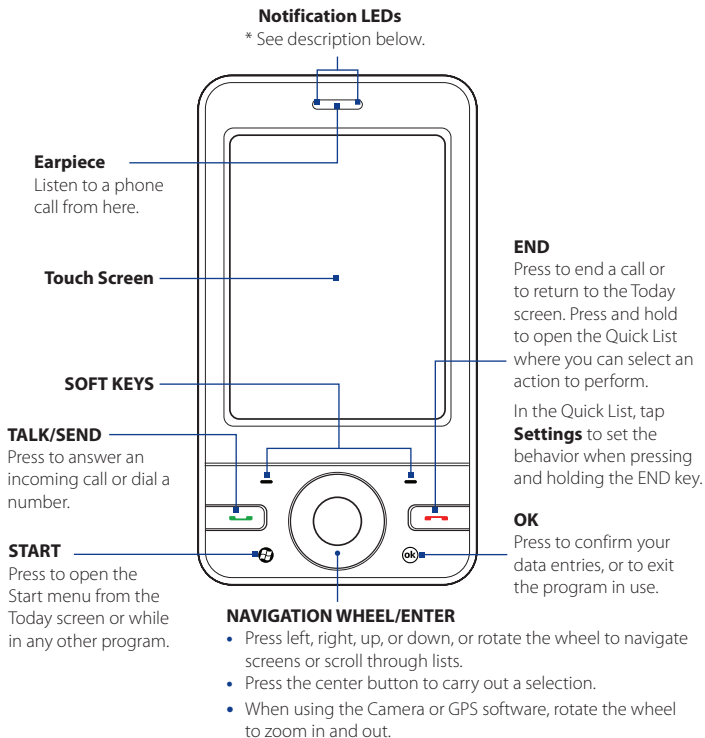 Notification LEDs
* See description below.
Earpiece
Listen to a phone
call from here.
Touch Screen
SOFT KEYS
TALK/SEND
Press to answer an
incoming call or dial a
number.
START
Press to open the
Start menu from the
Today screen or while
in any other program.
END
Press to end a call or
to return to the Today
screen. Press and hold
to open the Quick List
where you can select an
action to perform.
In the Quick List, tap
Settings to set the
behavior when pressing
and holding the END key.
ok
OK
Press to confirm your
data entries, or to exit
the program in use.
NAVIGATION WHEEL/ENTER
• Press left, right, up, or down, or rotate the wheel to navigate
screens or scroll through lists.
• Press the center button to carry out a selection.
• When using the Camera or GPS software, rotate the wheel
to zoom in and out.